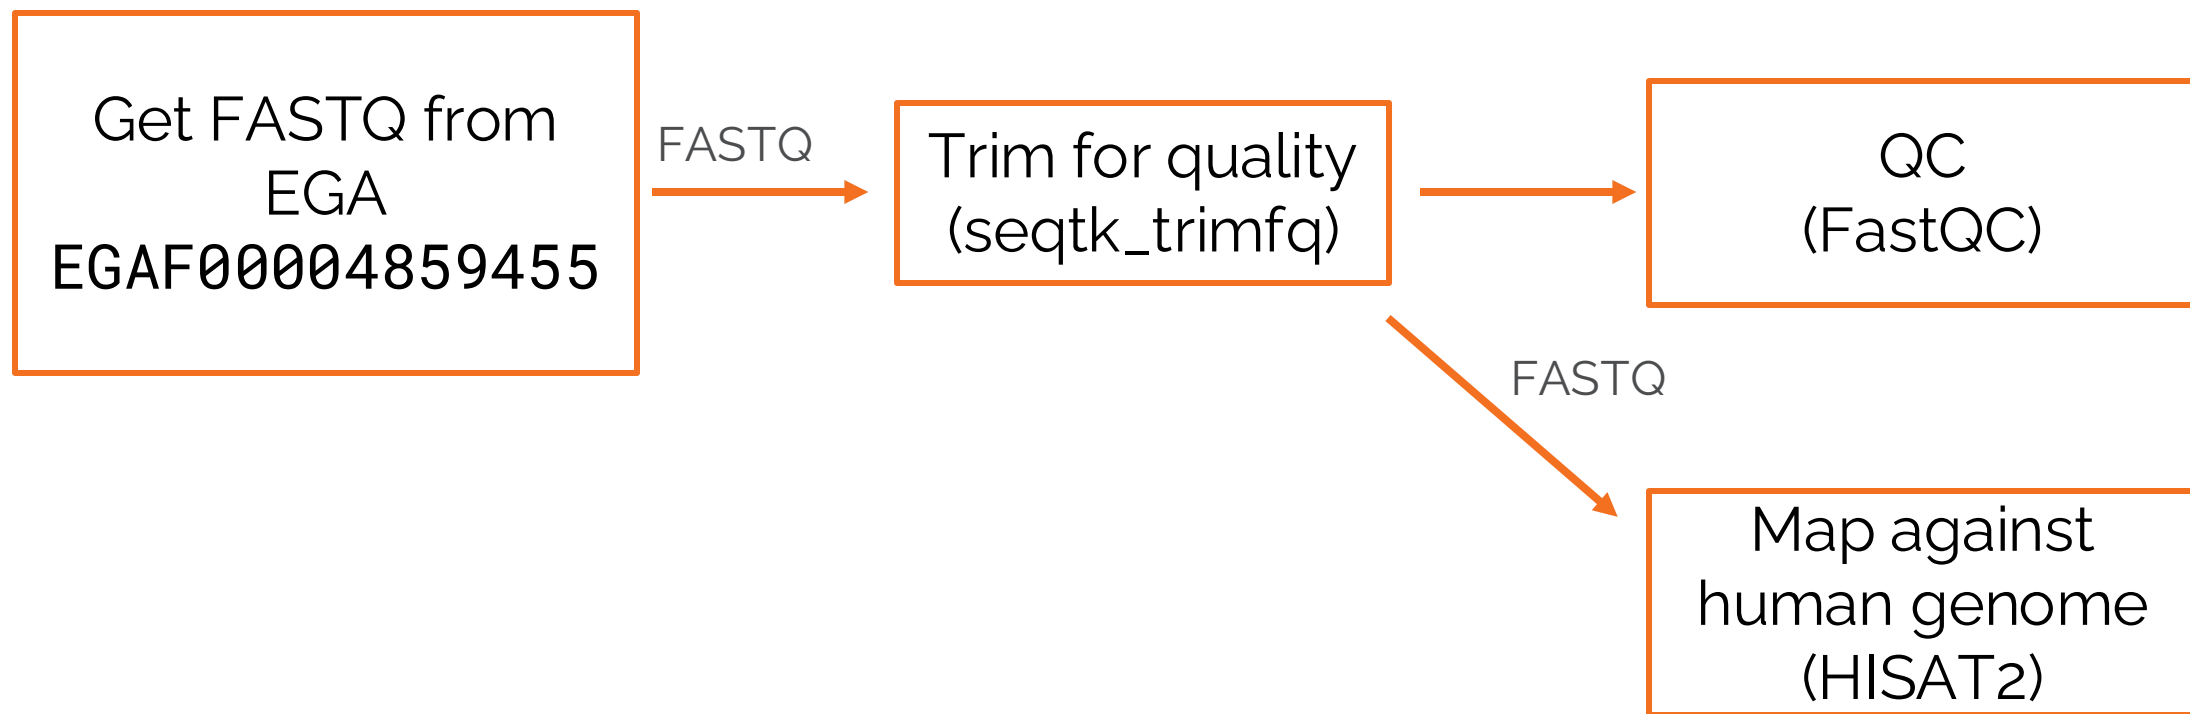 Get FASTQ from
EGA
EGAF00004859455
FASTQ
Trim for quality
(seqtk_trimfq)
QC
(FastQC)
FASTQ
Map against
human genome
(HISAT2)